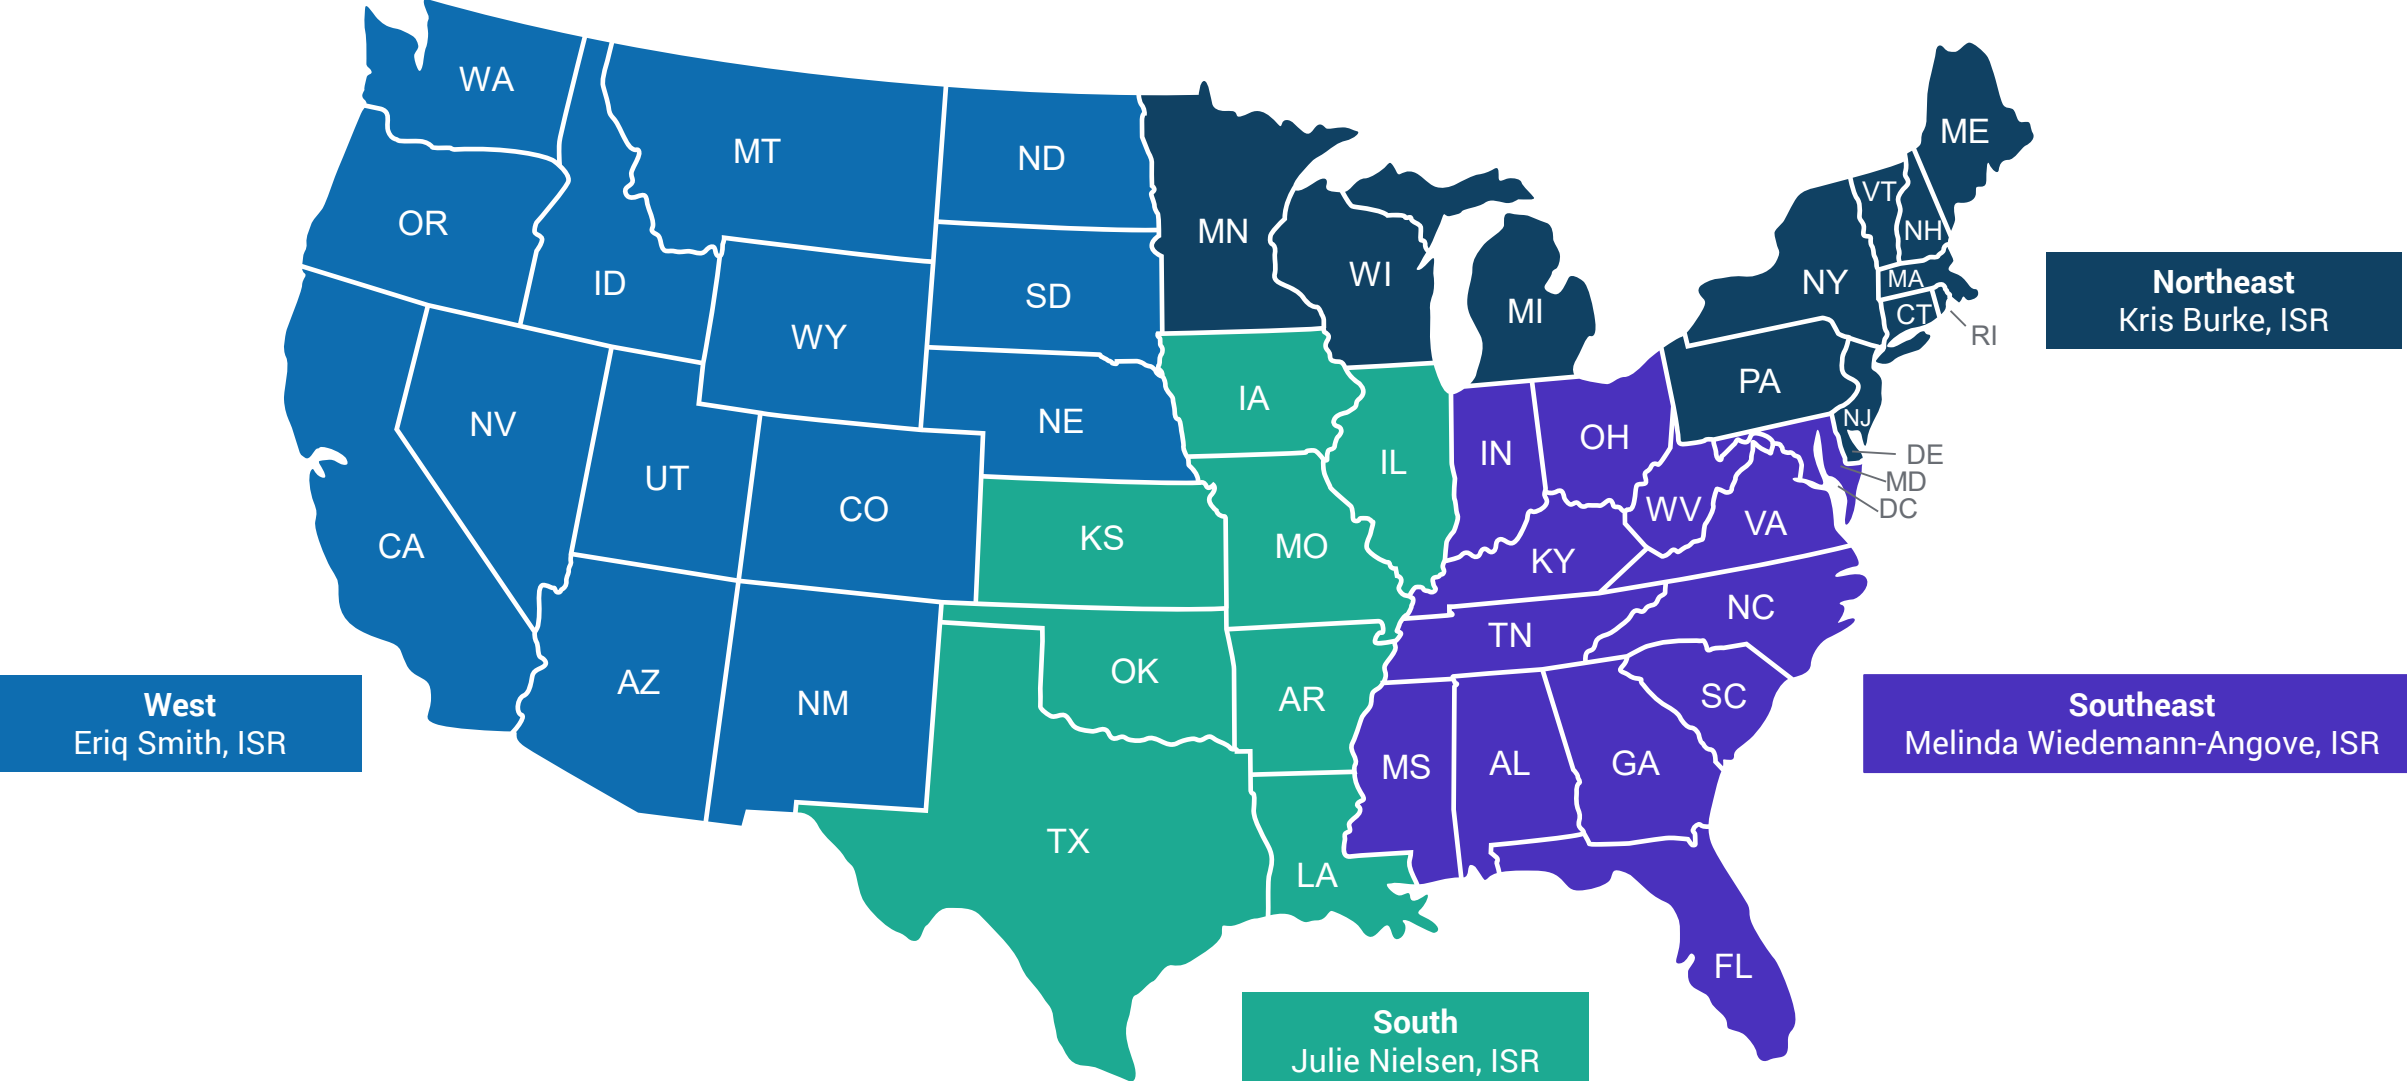 WA
MT
ND
OR
ID
SD
WY
NE
NV
UT
CO
CA
AZ
NM
MN
WI
MI
IA
IL
IN
OH
KS
MO
KY
WV
VA
OK
AR
TN
NC
SC
MS
AL
GA
TX
LA
FL
ME
VT
NH
NY
MA
CT
RI
PA
NJ
DE
MD
DC
Northeast
Kris Burke, ISR
West
Eriq Smith, ISR
Southeast
Melinda Wiedemann-Angove, ISR
South
Julie Nielsen, ISR